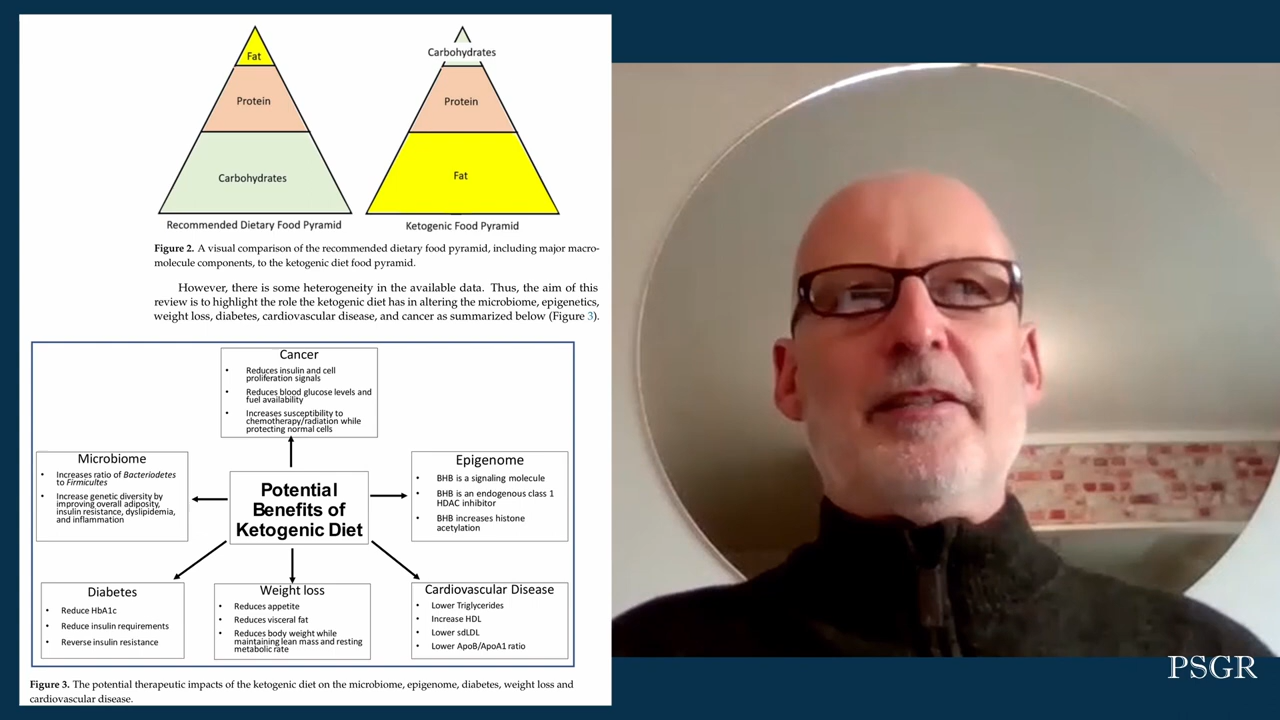 Fat
Protein
Carbohydrates
Recommended Dietary Food Pyramid
Carbohydrates
Protein
Fat
Ketogenic Food Pyramid
Figure 2. A visual comparison of the recommended dietary food pyramid, including major macro-
molecule components, to the ketogenic diet food pyramid.
However, there is some heterogeneity in the available data. Thus, the aim of this
review is to highlight the role the ketogenic diet has in altering the microbiome, epigenetics,
weight loss, diabetes, cardiovascular disease, and cancer as summarized below (Figure 3).
Cancer
• Reduces insulin and cell
proliferation signals
• Reduces blood glucose levels and
fuel availability
• Increases susceptibility to
chemotherapy/radiation while
protecting normal cells
Microbiome
• Increases ratio of Bacteriodetes
to Firmicutes
• Increase genetic diversity by
improving overall adiposity,
insulin resistance, dyslipidemia,
and inflammation
Potential
Benefits of
Ketogenic Diet
Epigenome
• BHB is a signaling molecule
• BHB is an endogenous class 1
HDAC inhibitor
• BHB increases histone
acetylation
Diabetes
• Reduce HbA1c
• Reduce insulin requirements
• Reverse insulin resistance
Weight loss
• Reduces appetite
• Reduces visceral fat
• Reduces body weight while
maintaining lean mass and resting
metabolic rate
Cardiovascular Disease
• Lower Triglycerides
• Increase HDL
• Lower sdLDL
• Lower ApoB/ApoA1 ratio
Figure 3. The potential therapeutic impacts of the ketogenic diet on the microbiome, epigenome, diabetes, weight loss and
cardiovascular disease.
PSGR